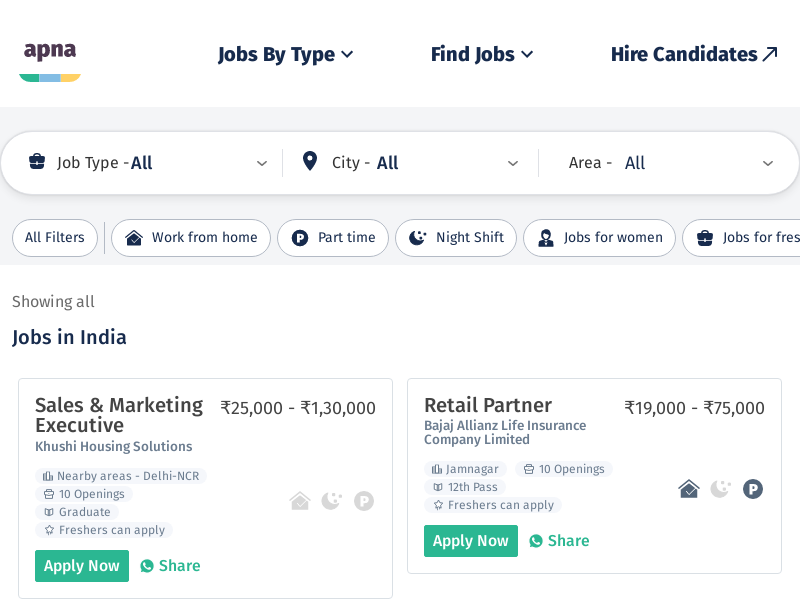 apna
Jobs By Type
Find Jobs
Hire Candidates
Job Type - All
City - All
Area - All
All Filters
Work from home
Part time
Night Shift
Jobs for women
Jobs for fres
Showing all
Jobs in India
Sales & Marketing Executive
₹25,000 - ₹1,30,000
Khushi Housing Solutions
Nearby areas - Delhi-NCR
10 Openings
Graduate
Freshers can apply
Apply Now
Share
Retail Partner
₹19,000 - ₹75,000
Bajaj Allianz Life Insurance
Company Limited
Jamnagar
10 Openings
12th Pass
Freshers can apply
Apply Now
Share